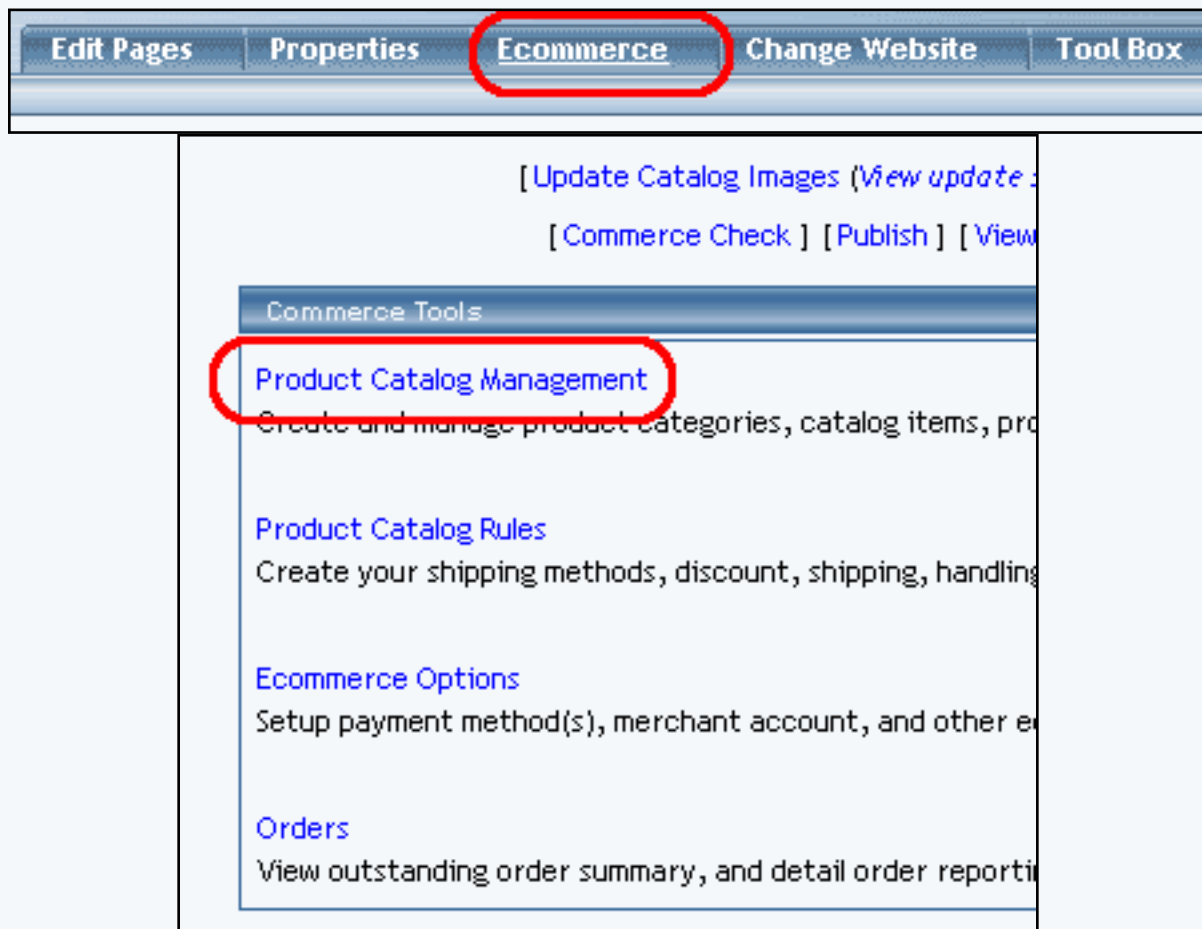 Edit Pages Properties Ecommerce Change Website Tool Box
[ Update Catalog Images (View update
[ Commerce Check ] [ Publish ] [ View
Commerce Tools
Product Catalog Management
Create and manage product categories, catalog items, pro
Product Catalog Rules
Create your shipping methods, discount, shipping, handling
Ecommerce Options
Setup payment method(s), merchant account, and other e
Orders
View outstanding order summary, and detail order reporti